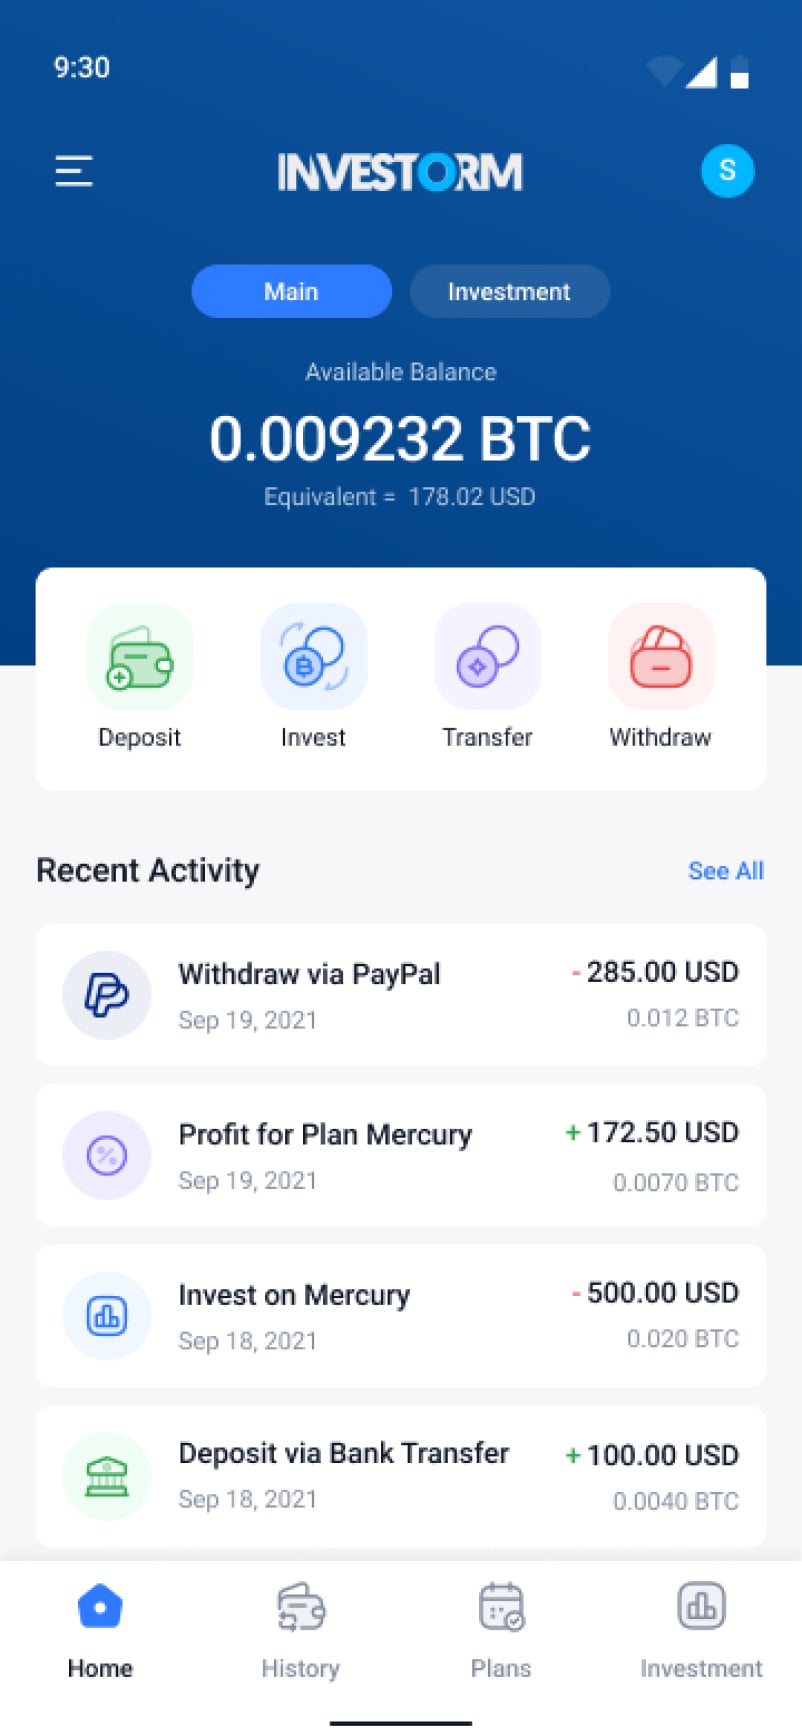 9:30
INVESTORM
S
Main
Investment
Available Balance
0.009232 BTC
Equivalent = 178.02 USD
Deposit
Invest
Transfer
Withdraw
Recent Activity
See All
Withdraw via PayPal
- 285.00 USD
Sep 19, 2021
0.012 BTC
Profit for Plan Mercury
+ 172.50 USD
Sep 19, 2021
0.0070 BTC
Invest on Mercury
- 500.00 USD
Sep 18, 2021
0.020 BTC
Deposit via Bank Transfer
+ 100.00 USD
Sep 18, 2021
0.0040 BTC
Home
History
Plans
Investment